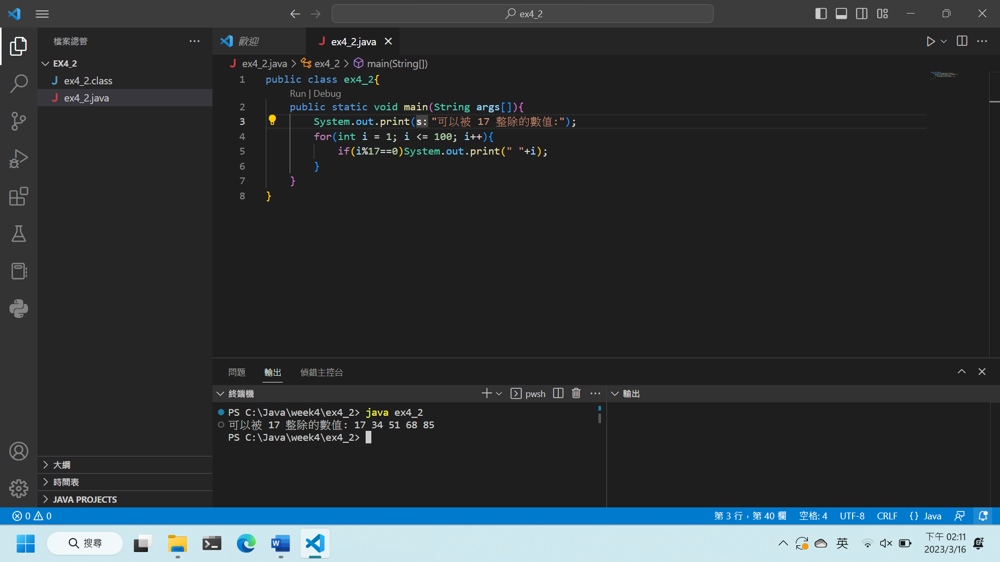 ex4_2
檔案總管
EX4_2
ex4_2.class
ex4_2.java
歡迎
ex4_2.java
ex4_2.java > ex4_2 > main(String[])
1 public class ex4_2{
Run | Debug
2 public static void main(String args[]){
3 System.out.print(s: "可以被 17 整除的數值:");
4 for(int i = 1; i <= 100; i++){
5 if(i%17==0)System.out.print(" "+i);
6 }
7 }
8 }
問題 輸出 偵錯主控台
終端機
pwsh
輸出
PS C:\Java\week4\ex4_2> java ex4_2
可以被 17 整除的數值: 17 34 51 68 85
PS C:\Java\week4\ex4_2>
大綱
時間表
JAVA PROJECTS
0 0
第 3 行，第 40 欄 空格: 4 UTF-8 CRLF {} Java
搜尋
英
下午 02:11
2023/3/16